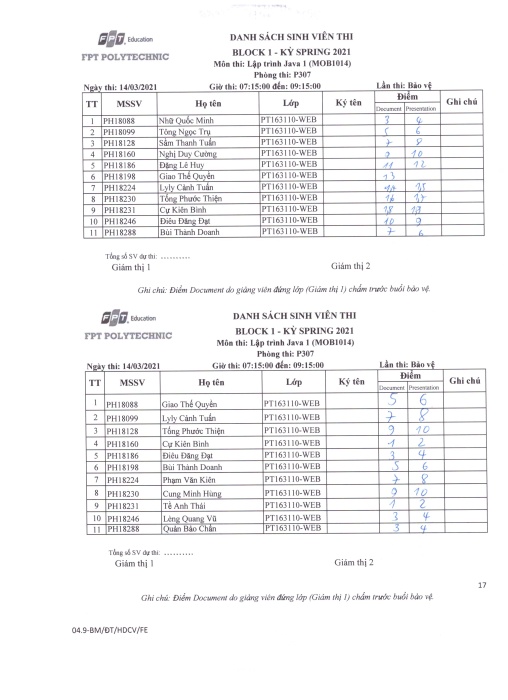 FPT Education
FPT POLYTECHNIC
DANH SÁCH SINH VIÊN THI
BLOCK 1 - KỲ SPRING 2021
Môn thi: Lập trình Java 1 (MOB1014)
Phòng thi: P307
Ngày thi: 14/03/2021 Giờ thi: 07:15:00 đến: 09:15:00 Lần thi: Bảo vệ
TT MSSV Họ tên Lớp Ký tên Điểm Ghi chú
Document Presentation
1 PH18088 Nhữ Quốc Minh PT163110-WEB 3 4
2 PH18099 Tông Ngọc Trụ PT163110-WEB 5 6
3 PH18128 Sầm Thanh Tuấn PT163110-WEB 7 8
4 PH18160 Nghị Duy Cường PT163110-WEB 9 10
5 PH18186 Đặng Lê Huy PT163110-WEB 11 12
6 PH18198 Giao Thế Quyền PT163110-WEB 13
7 PH18224 Lyly Cảnh Tuấn PT163110-WEB 15
8 PH18230 Tống Phước Thiện PT163110-WEB 16 17
9 PH18231 Cự Kiên Bình PT163110-WEB 18
10 PH18246 Điêu Đăng Đạt PT163110-WEB 10 9
11 PH18288 Bùi Thành Doanh PT163110-WEB 7 6
Tổng số SV dự thi: ..........
Giám thị 1 Giám thị 2
Ghi chú: Điểm Document do giảng viên đứng lớp (Giám thị 1) chấm trước buổi bảo vệ.
FPT Education
FPT POLYTECHNIC
DANH SÁCH SINH VIÊN THI
BLOCK 1 - KỲ SPRING 2021
Môn thi: Lập trình Java 1 (MOB1014)
Phòng thi: P307
Ngày thi: 14/03/2021 Giờ thi: 07:15:00 đến: 09:15:00 Lần thi: Bảo vệ
TT MSSV Họ tên Lớp Ký tên Điểm Ghi chú
Document Presentation
1 PH18088 Giao Thế Quyền PT163110-WEB 5 6
2 PH18099 Lyly Cảnh Tuấn PT163110-WEB 7 8
3 PH18128 Tống Phước Thiện PT163110-WEB 9 10
4 PH18160 Cự Kiên Bình PT163110-WEB 1 2
5 PH18186 Điêu Đăng Đạt PT163110-WEB 3 4
6 PH18198 Bùi Thành Doanh PT163110-WEB 5 6
7 PH18224 Phạm Văn Kiên PT163110-WEB 7 8
8 PH18230 Cung Minh Hùng PT163110-WEB 9 10
9 PH18231 Tề Anh Thái PT163110-WEB 1 2
10 PH18246 Lèng Quang Vũ PT163110-WEB 3 4
11 PH18288 Quản Bảo Chấn PT163110-WEB 3 4
Tổng số SV dự thi: ..........
Giám thị 1 Giám thị 2
17
Ghi chú: Điểm Document do giảng viên đứng lớp (Giám thị 1) chấm trước buổi bảo vệ.
04.9-BM/ĐT/HDCV/FE